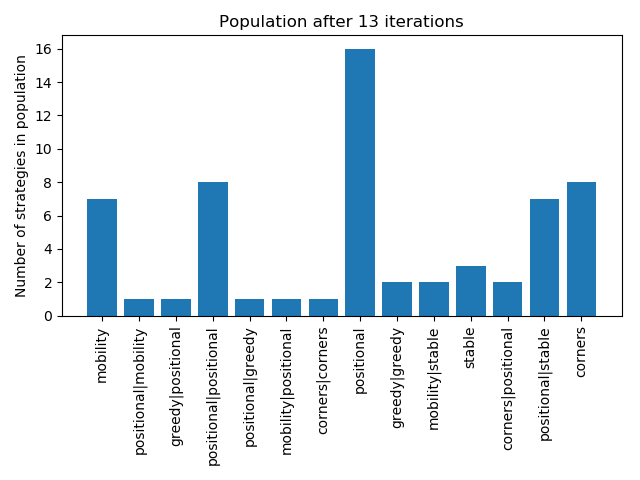 Population after 13 iterations
Number of strategies in population
16
14
12
10
8
6
4
2
0
mobility
positional|mobility
greedy|positional
positional|positional
positional|greedy
mobility|positional
corners|corners
positional
greedy|greedy
mobility|stable
stable
corners|positional
positional|stable
corners